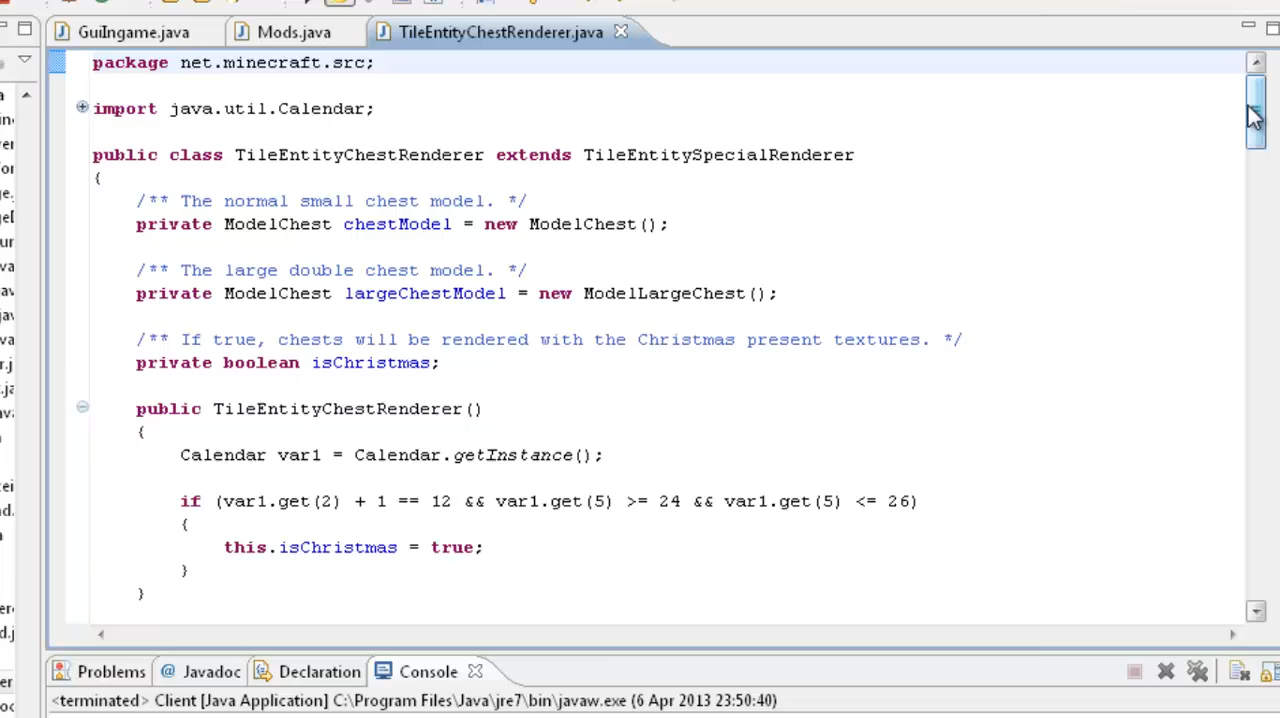 GuiIngame.java Mods.java TileEntityChestRenderer.java
package net.minecraft.src;
import java.util.Calendar;
public class TileEntityChestRenderer extends TileEntitySpecialRenderer
{
/** The normal small chest model. */
private ModelChest chestModel = new ModelChest();
/** The large double chest model. */
private ModelChest largeChestModel = new ModelLargeChest();
/** If true, chests will be rendered with the Christmas present textures. */
private boolean isChristmas;
public TileEntityChestRenderer()
{
Calendar var1 = Calendar.getInstance();
if (var1.get(2) + 1 == 12 && var1.get(5) >= 24 && var1.get(5) <= 26)
{
this.isChristmas = true;
}
}
Problems @ Javadoc Declaration Console
<terminated> Client [Java Application] C:\Program Files\Java\jre7\bin\javaw.exe (6 Apr 2013 23:50:40)